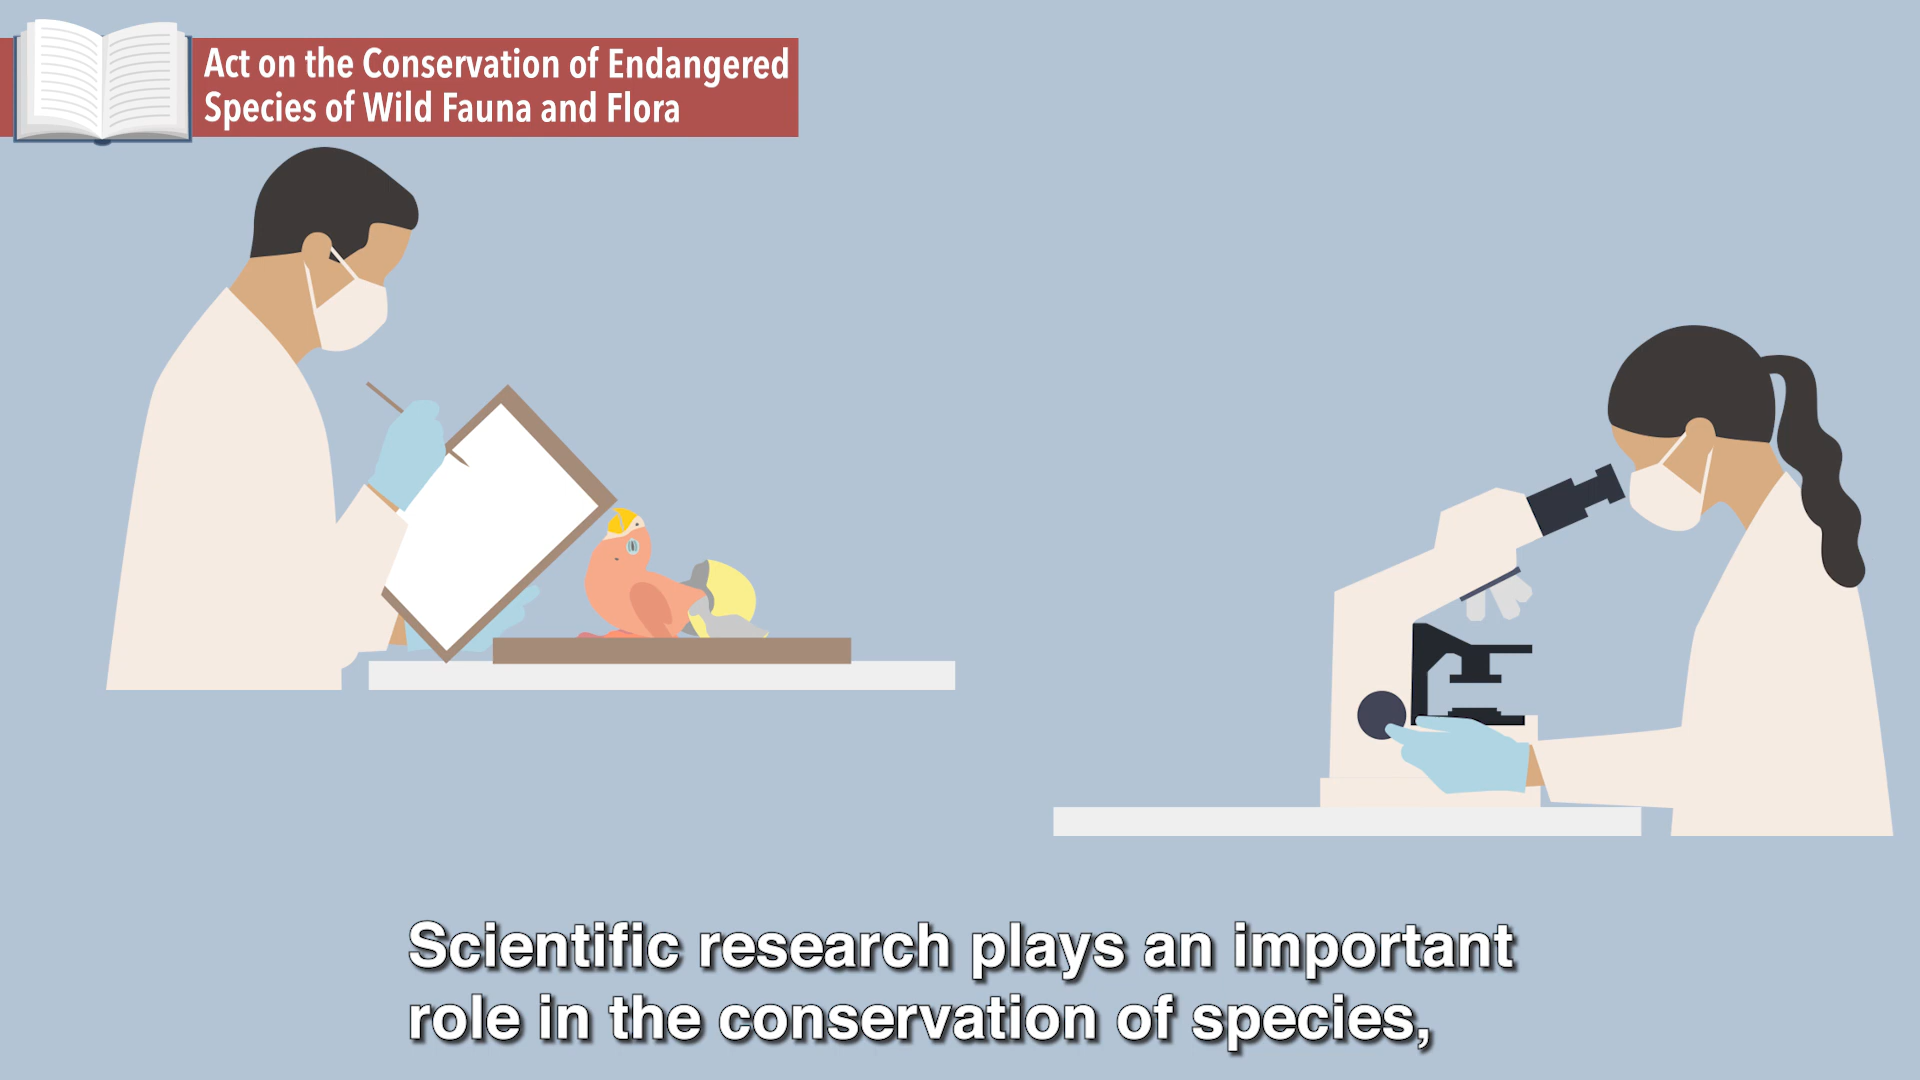 Act on the Conservation of Endangered
Species of Wild Fauna and Flora
Scientific research plays an important
role in the conservation of species,